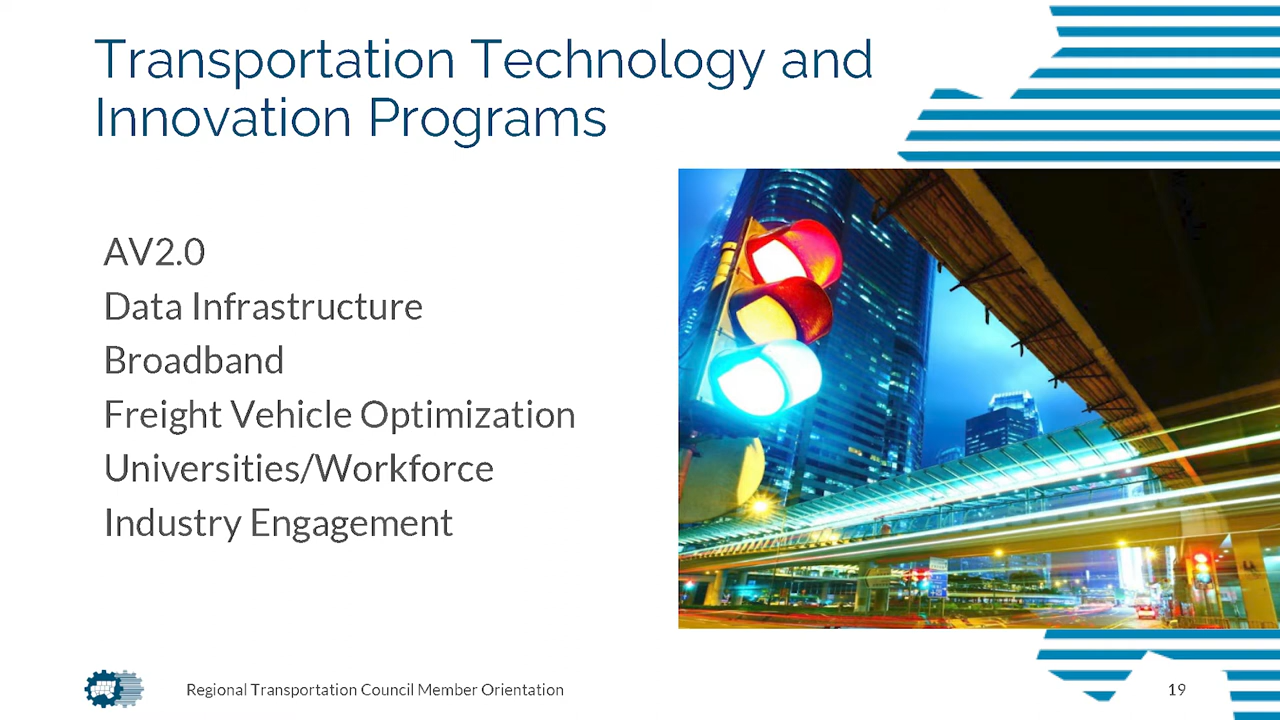 Transportation Technology and
Innovation Programs
AV2.0
Data Infrastructure
Broadband
Freight Vehicle Optimization
Universities/Workforce
Industry Engagement
Regional Transportation Council Member Orientation
19